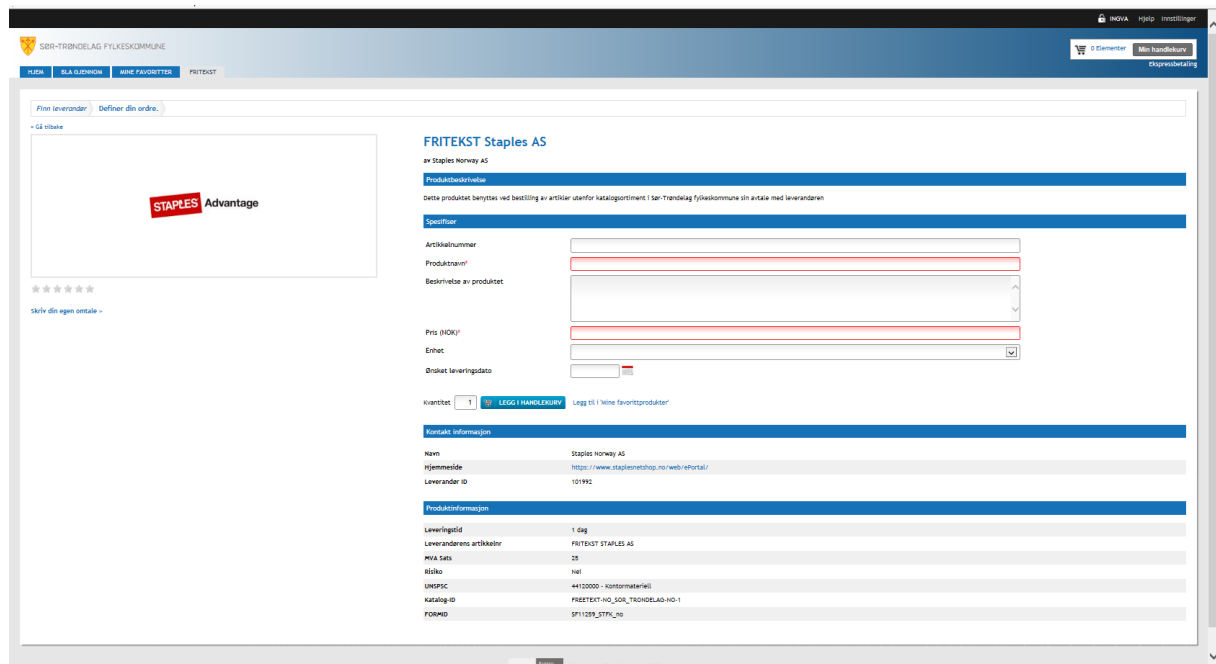 INGVA Hjelp Innstillinger
SØR-TRØNDELAG FYLKESKOMMUNE
0 Elementer Min handlekurv
Ekspressbetaling
HJEM BLA GJENNOM MINE FAVORITTER FRITEKST
Finn leverandør Definer din ordre.
« Gå tilbake
STAPLES Advantage
Skriv din egen omtale »
FRITEKST Staples AS
av Staples Norway AS
Produktbeskrivelse
Dette produktet benyttes ved bestilling av artikler utenfor katalogsortiment i Sør-Trøndelag fylkeskommune sin avtale med leverandøren
Spesifiser
Artikkelnummer
Produktnavn*
Beskrivelse av produktet
Pris (NOK)*
Enhet
Ønsket leveringsdato
Kvantitet 1 LEGG I HANDLEKURV Legg til i 'Mine favorittprodukter'
Kontakt informasjon
Navn Staples Norway AS
Hjemmeside https://www.staplesnetshop.no/web/ePortal/
Leverandør ID 101992
Produktinformasjon
Leveringstid 1 dag
Leverandørens artikkelnr FRITEKST STAPLES AS
MVA Sats 25
Risiko Nei
UNSPSC 44120000 - Kontormateriell
Katalog-ID FREETEXT-NO_SOR_TRONDELAG-NO-1
FORMID SF11259_STFK_no